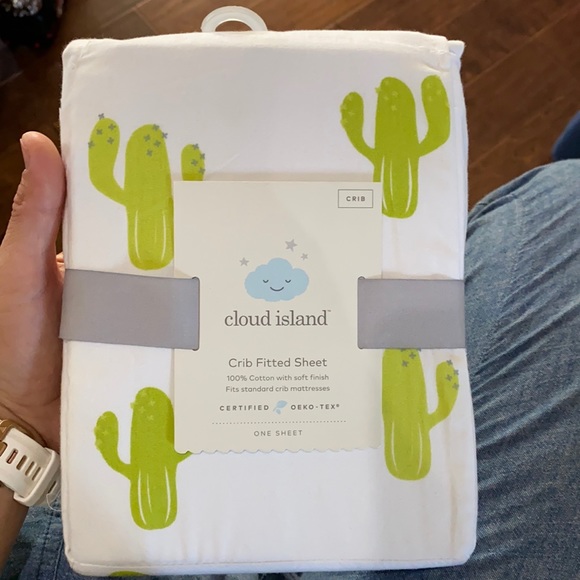 CRIB
cloud island™
Crib Fitted Sheet
100% Cotton with soft finish
Fits standard crib mattresses
CERTIFIED OEKO-TEX®
ONE SHEET